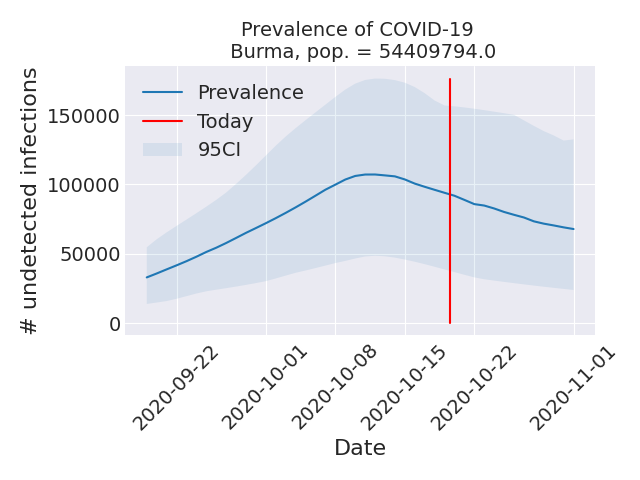 Prevalence of COVID-19
Burma, pop. = 54409794.0
# undetected infections
150000
100000
50000
0
Prevalence
Today
95CI
2020-09-22
2020-10-01
2020-10-08
2020-10-15
2020-10-22
2020-11-01
Date